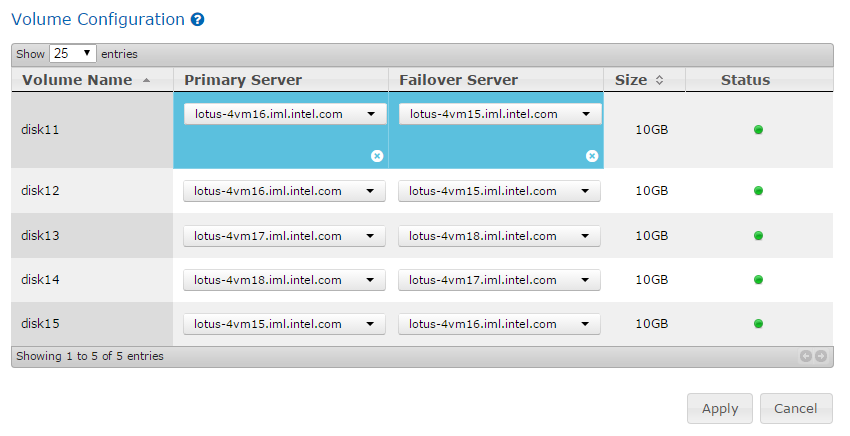 Volume Configuration ?
Show 25 entries
Volume Name Primary Server Failover Server Size Status
disk11 lotus-4vm16.iml.intel.com lotus-4vm15.iml.intel.com 10GB
disk12 lotus-4vm16.iml.intel.com lotus-4vm15.iml.intel.com 10GB
disk13 lotus-4vm17.iml.intel.com lotus-4vm18.iml.intel.com 10GB
disk14 lotus-4vm18.iml.intel.com lotus-4vm17.iml.intel.com 10GB
disk15 lotus-4vm15.iml.intel.com lotus-4vm16.iml.intel.com 10GB
Showing 1 to 5 of 5 entries
Apply Cancel